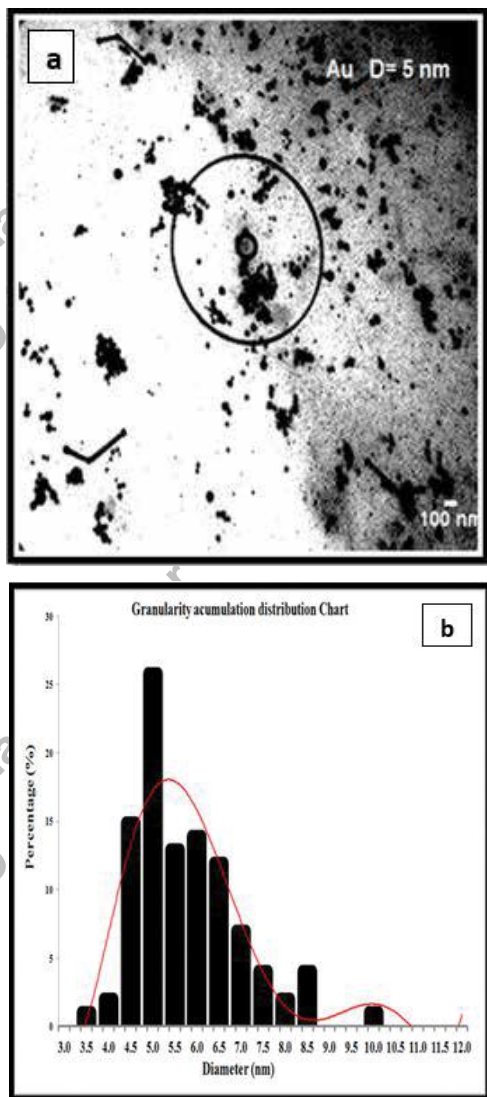 a
Au D= 5 nm
100 nm
Granularity acumulation distribution Chart
b
Percentage (%)
30
25
20
15
10
5
0
3.0 3.5 4.0 4.5 5.0 5.5 6.0 6.5 7.0 7.5 8.0 8.5 9.0 9.5 10.0 10.5 11.0 11.5 12.0
Diameter (nm)